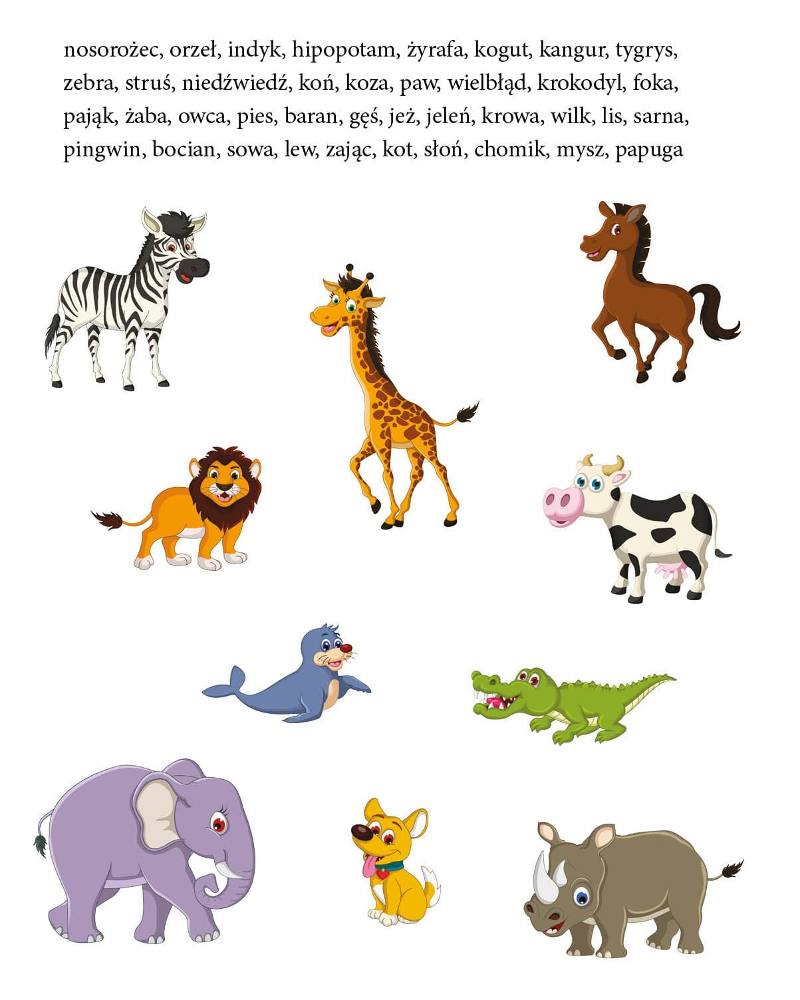 nosorożec, orzeł, indyk, hipopotam, żyrafa, kogut, kangur, tygrys,
zebra, struś, niedźwiedź, koń, koza, paw, wielbłąd, krokodyl, foka,
pająk, żaba, owca, pies, baran, gęś, jeż, jeleń, krowa, wilk, lis, sarna,
pingwin, bocian, sowa, lew, zając, kot, słoń, chomik, mysz, papuga